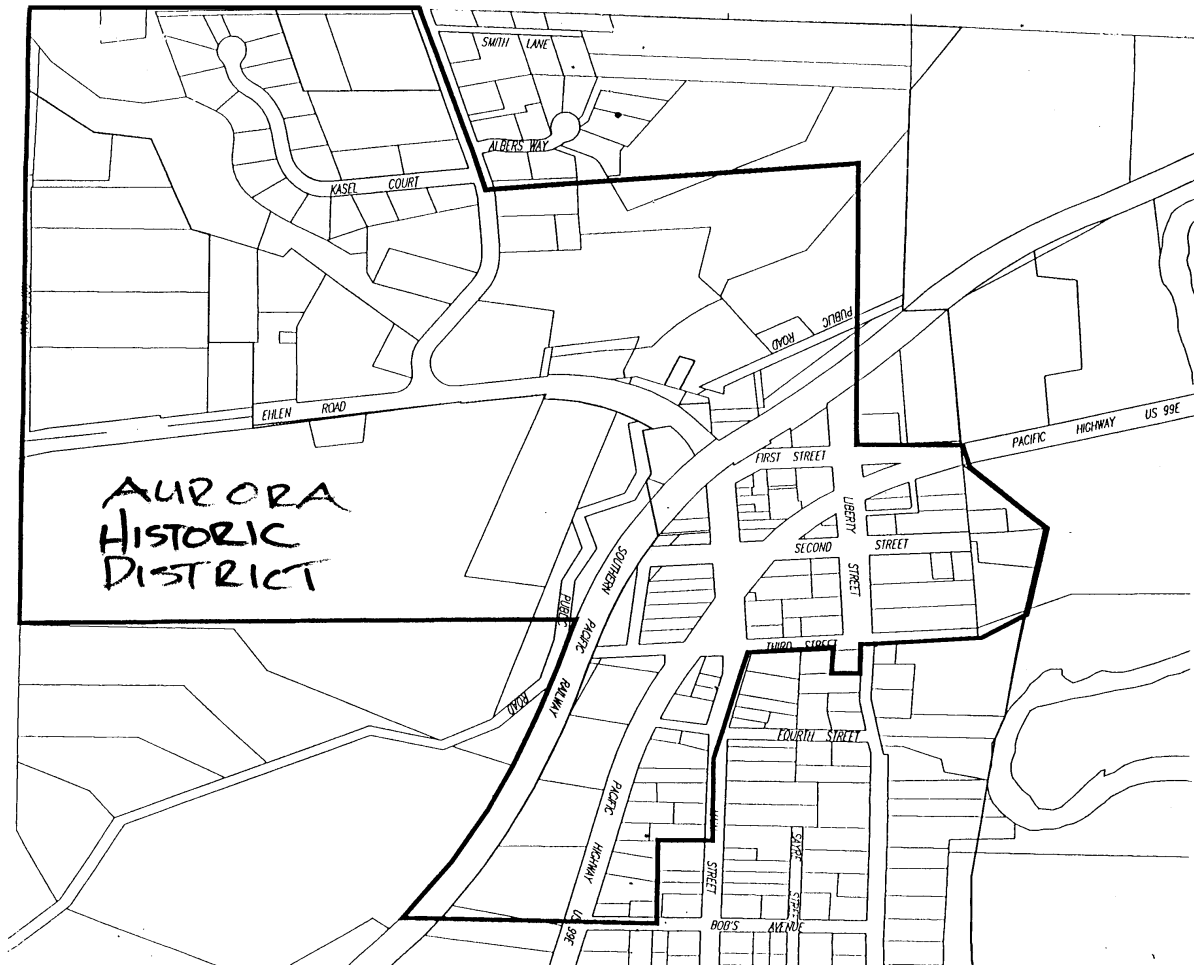 SMITH LANE
ALBERS WAY
KASEL COURT
PUBLIC
ROAD
EHLEN ROAD
PACIFIC HIGHWAY US 99E
FIRST STREET
AURORA
HISTORIC
DISTRICT
LIBERTY
STREET
SECOND STREET
SOUTHERN
PACIFIC
RAILWAY
PUBLIC
ROAD
THIRD STREET
FOURTH STREET
PACIFIC
HIGHWAY
US 99E
STREET
BOB'S AVENUE